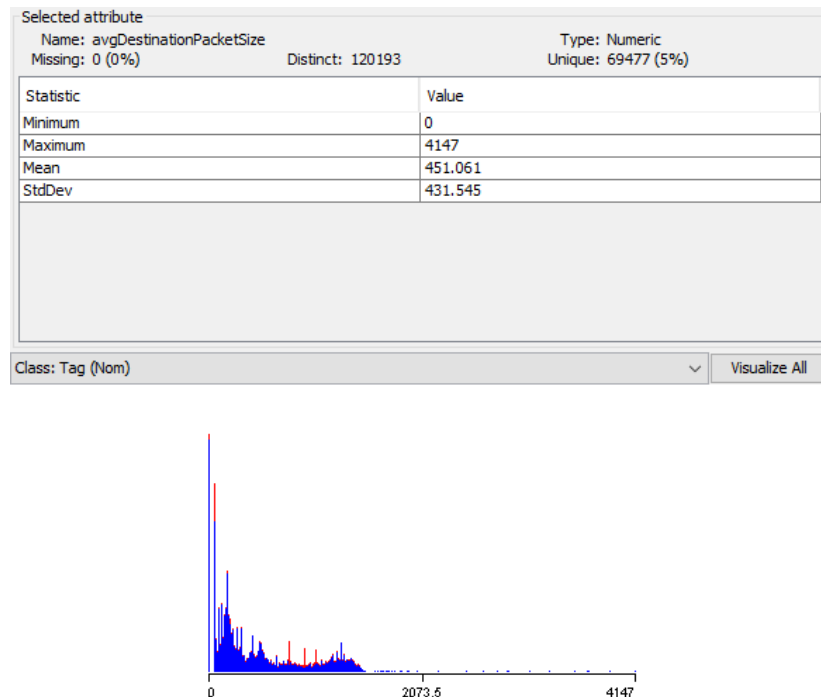 Selected attribute
Name: avgDestinationPacketSize Type: Numeric
Missing: 0 (0%) Distinct: 120193 Unique: 69477 (5%)
Statistic Value
Minimum 0
Maximum 4147
Mean 451.061
StdDev 431.545
Class: Tag (Nom) Visualize All
0 2073.5 4147